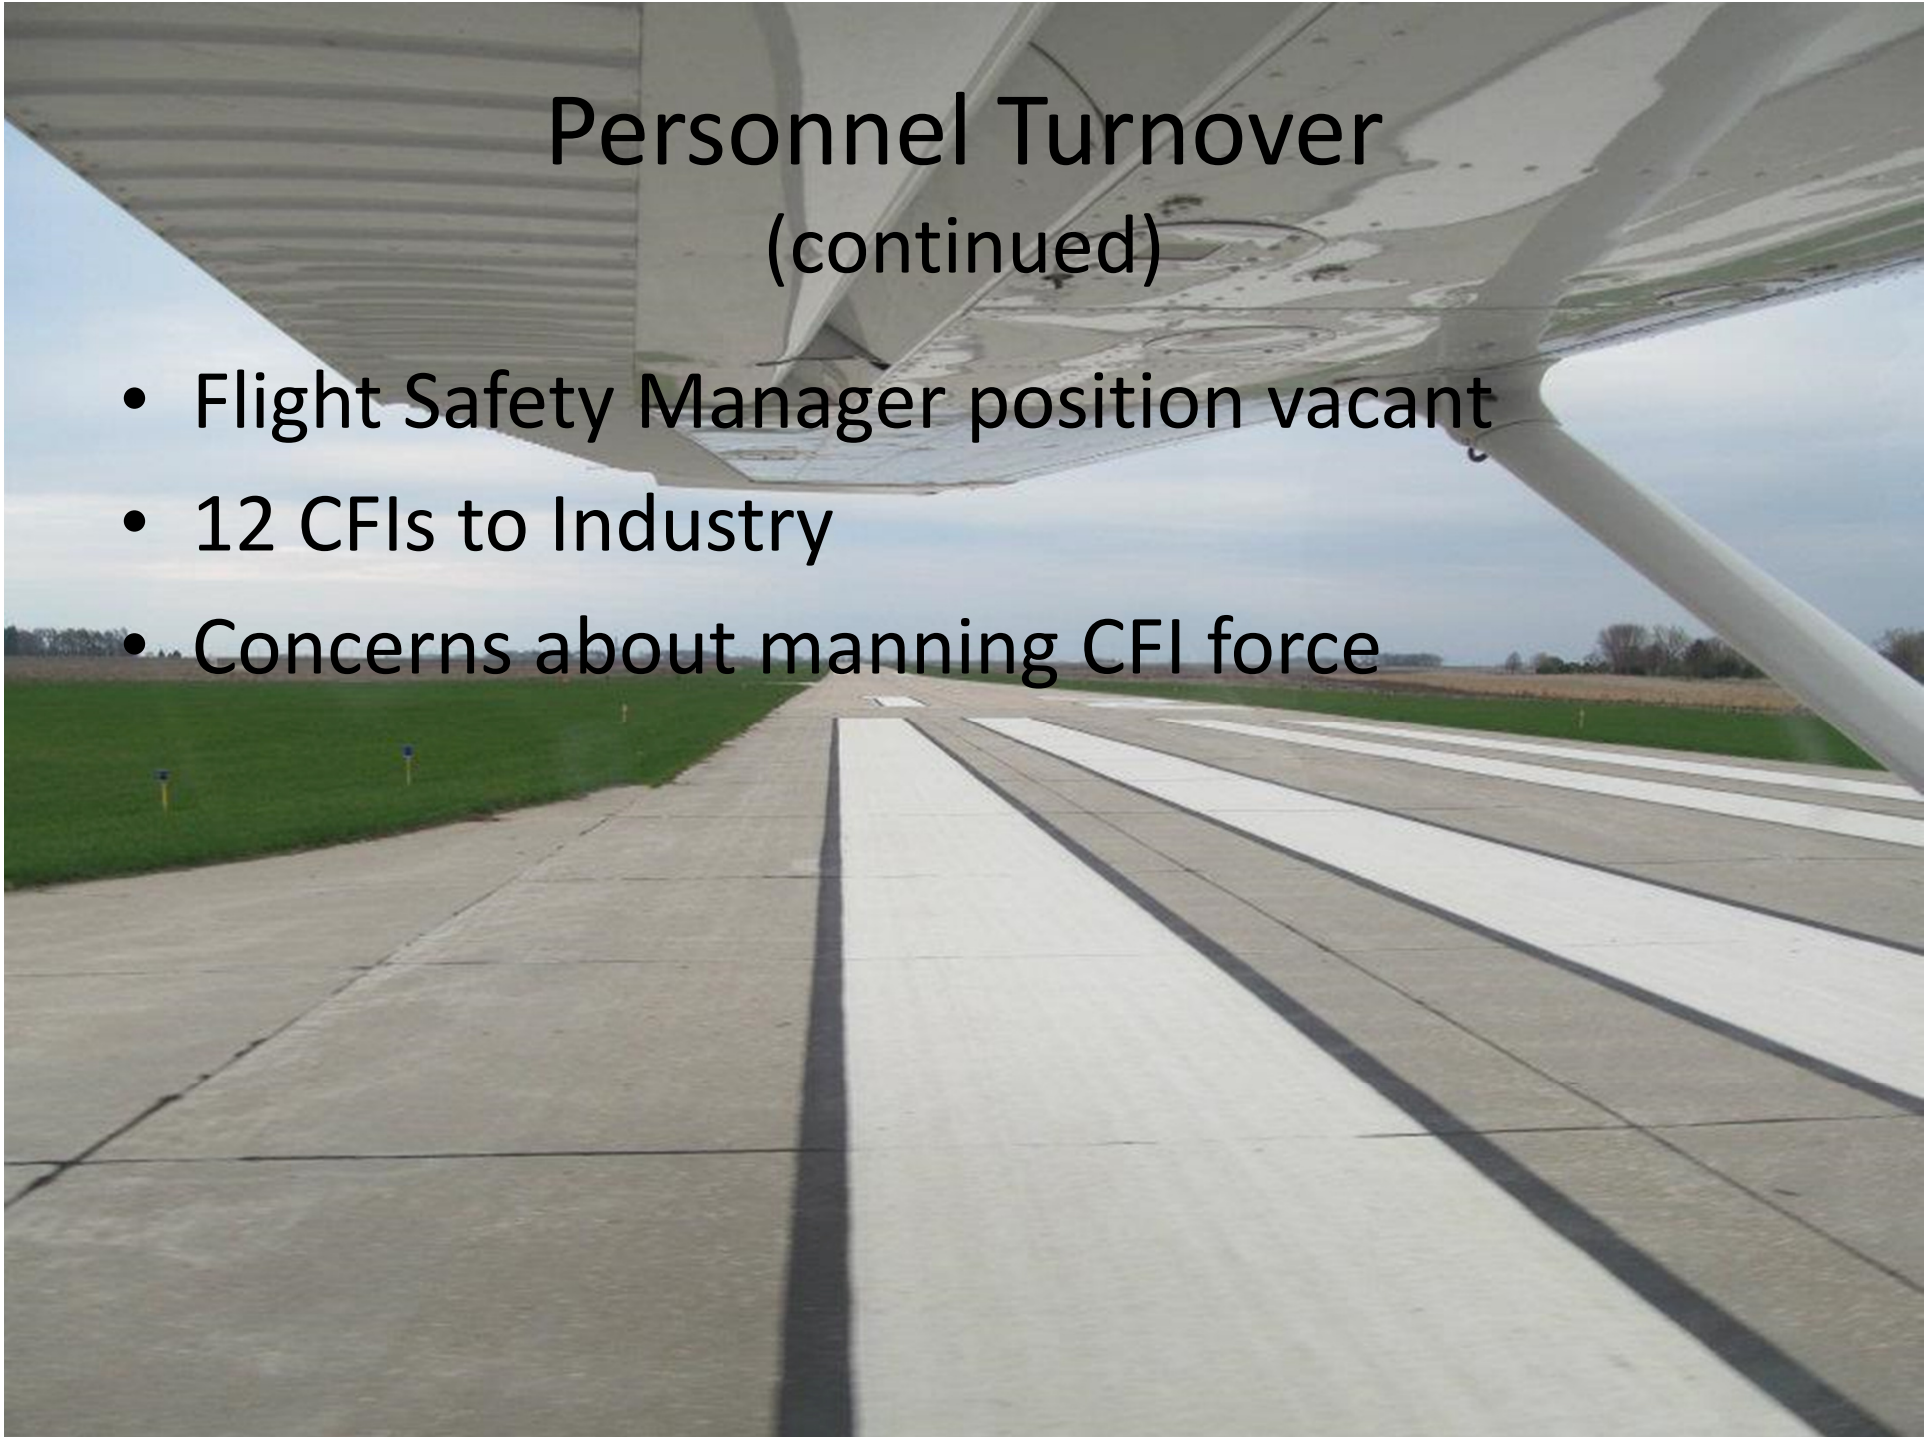 Personnel Turnover
(continued)
• Flight Safety Manager position vacant
• 12 CFIs to Industry
• Concerns about manning CFI force